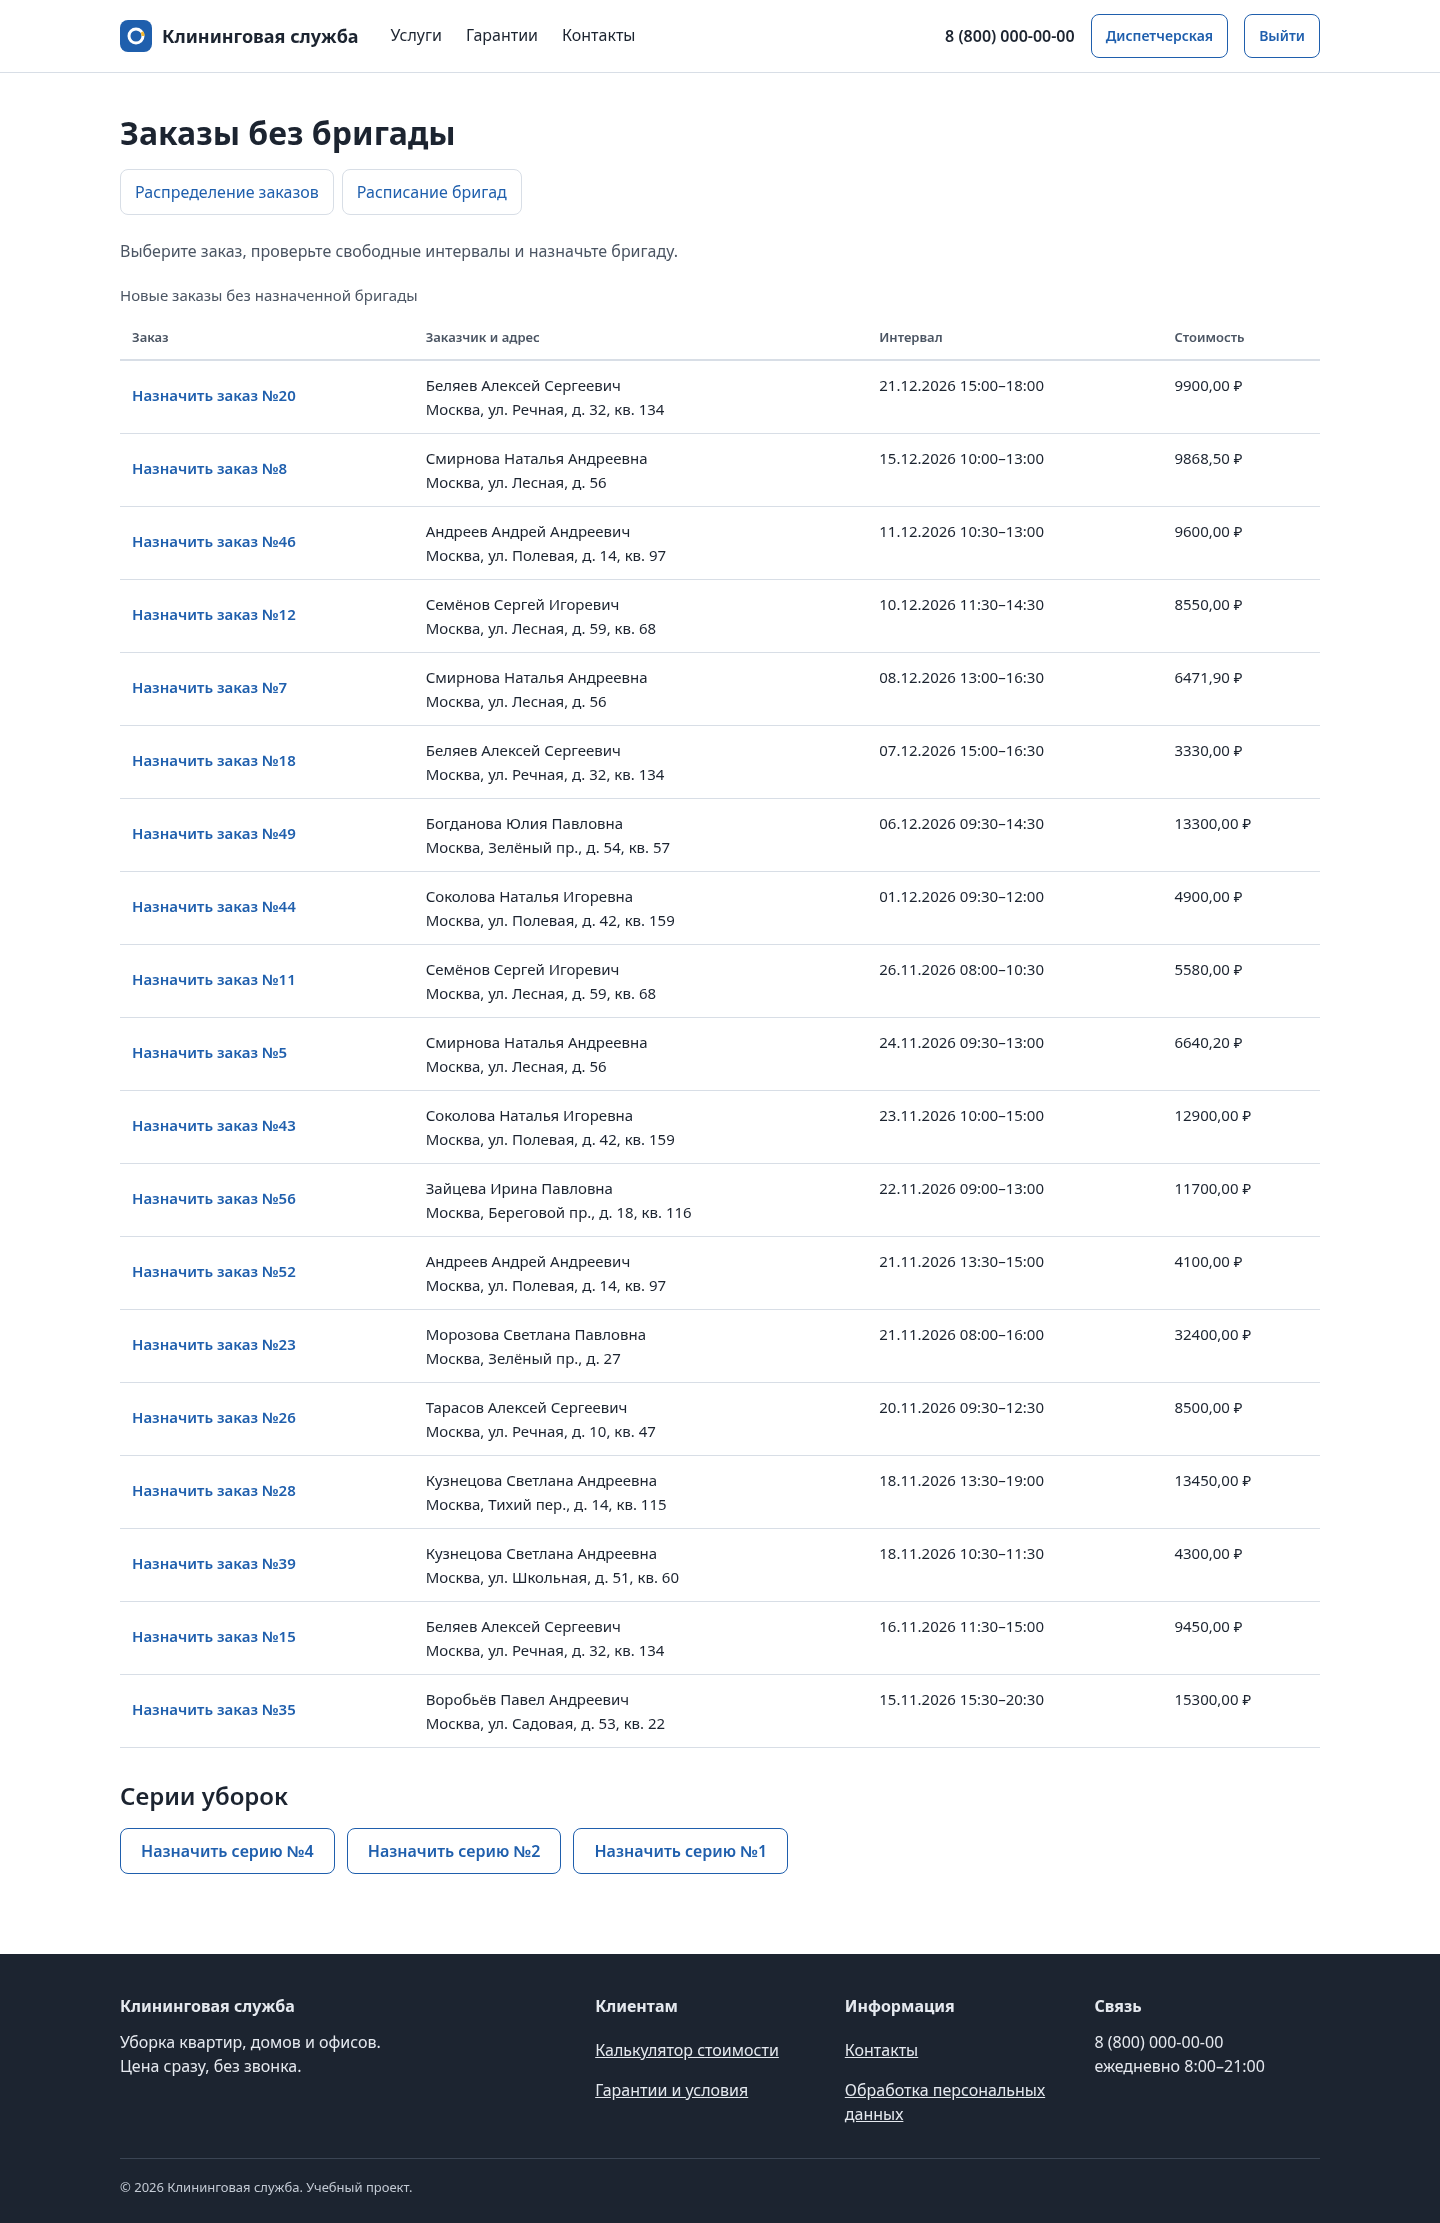 Клининговая служба Услуги Гарантии Контакты 8 (800) 000-00-00 Диспетчерская Выйти
Заказы без бригады
Распределение заказов Расписание бригад
Выберите заказ, проверьте свободные интервалы и назначьте бригаду.
Новые заказы без назначенной бригады
Заказ Заказчик и адрес Интервал Стоимость
Назначить заказ №20 Беляев Алексей Сергеевич 21.12.2026 15:00–18:00 9900,00 ₽
Москва, ул. Речная, д. 32, кв. 134
Назначить заказ №8 Смирнова Наталья Андреевна 15.12.2026 10:00–13:00 9868,50 ₽
Москва, ул. Лесная, д. 56
Назначить заказ №46 Андреев Андрей Андреевич 11.12.2026 10:30–13:00 9600,00 ₽
Москва, ул. Полевая, д. 14, кв. 97
Назначить заказ №12 Семёнов Сергей Игоревич 10.12.2026 11:30–14:30 8550,00 ₽
Москва, ул. Лесная, д. 59, кв. 68
Назначить заказ №7 Смирнова Наталья Андреевна 08.12.2026 13:00–16:30 6471,90 ₽
Москва, ул. Лесная, д. 56
Назначить заказ №18 Беляев Алексей Сергеевич 07.12.2026 15:00–16:30 3330,00 ₽
Москва, ул. Речная, д. 32, кв. 134
Назначить заказ №49 Богданова Юлия Павловна 06.12.2026 09:30–14:30 13300,00 ₽
Москва, Зелёный пр., д. 54, кв. 57
Назначить заказ №44 Соколова Наталья Игоревна 01.12.2026 09:30–12:00 4900,00 ₽
Москва, ул. Полевая, д. 42, кв. 159
Назначить заказ №11 Семёнов Сергей Игоревич 26.11.2026 08:00–10:30 5580,00 ₽
Москва, ул. Лесная, д. 59, кв. 68
Назначить заказ №5 Смирнова Наталья Андреевна 24.11.2026 09:30–13:00 6640,20 ₽
Москва, ул. Лесная, д. 56
Назначить заказ №43 Соколова Наталья Игоревна 23.11.2026 10:00–15:00 12900,00 ₽
Москва, ул. Полевая, д. 42, кв. 159
Назначить заказ №56 Зайцева Ирина Павловна 22.11.2026 09:00–13:00 11700,00 ₽
Москва, Береговой пр., д. 18, кв. 116
Назначить заказ №52 Андреев Андрей Андреевич 21.11.2026 13:30–15:00 4100,00 ₽
Москва, ул. Полевая, д. 14, кв. 97
Назначить заказ №23 Морозова Светлана Павловна 21.11.2026 08:00–16:00 32400,00 ₽
Москва, Зелёный пр., д. 27
Назначить заказ №26 Тарасов Алексей Сергеевич 20.11.2026 09:30–12:30 8500,00 ₽
Москва, ул. Речная, д. 10, кв. 47
Назначить заказ №28 Кузнецова Светлана Андреевна 18.11.2026 13:30–19:00 13450,00 ₽
Москва, Тихий пер., д. 14, кв. 115
Назначить заказ №39 Кузнецова Светлана Андреевна 18.11.2026 10:30–11:30 4300,00 ₽
Москва, ул. Школьная, д. 51, кв. 60
Назначить заказ №15 Беляев Алексей Сергеевич 16.11.2026 11:30–15:00 9450,00 ₽
Москва, ул. Речная, д. 32, кв. 134
Назначить заказ №35 Воробьёв Павел Андреевич 15.11.2026 15:30–20:30 15300,00 ₽
Москва, ул. Садовая, д. 53, кв. 22
Серии уборок
Назначить серию №4 Назначить серию №2 Назначить серию №1
Клининговая служба
Уборка квартир, домов и офисов.
Цена сразу, без звонка.
Клиентам
Калькулятор стоимости
Гарантии и условия
Информация
Контакты
Обработка персональных
данных
Связь
8 (800) 000-00-00
ежедневно 8:00–21:00
© 2026 Клининговая служба. Учебный проект.